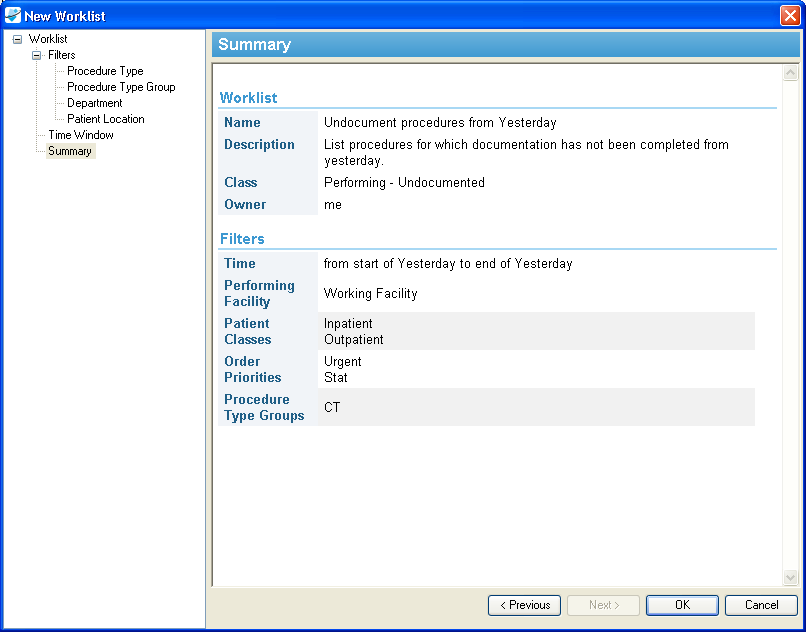 New Worklist
Worklist
Filters
Procedure Type
Procedure Type Group
Department
Patient Location
Time Window
Summary
Summary
Worklist
Name Undocument procedures from Yesterday
Description List procedures for which documentation has not been completed from
yesterday.
Class Performing - Undocumented
Owner me
Filters
Time from start of Yesterday to end of Yesterday
Performing
Facility Working Facility
Patient Inpatient
Classes Outpatient
Order Urgent
Priorities Stat
Procedure
Type Groups CT
< Previous Next > OK Cancel